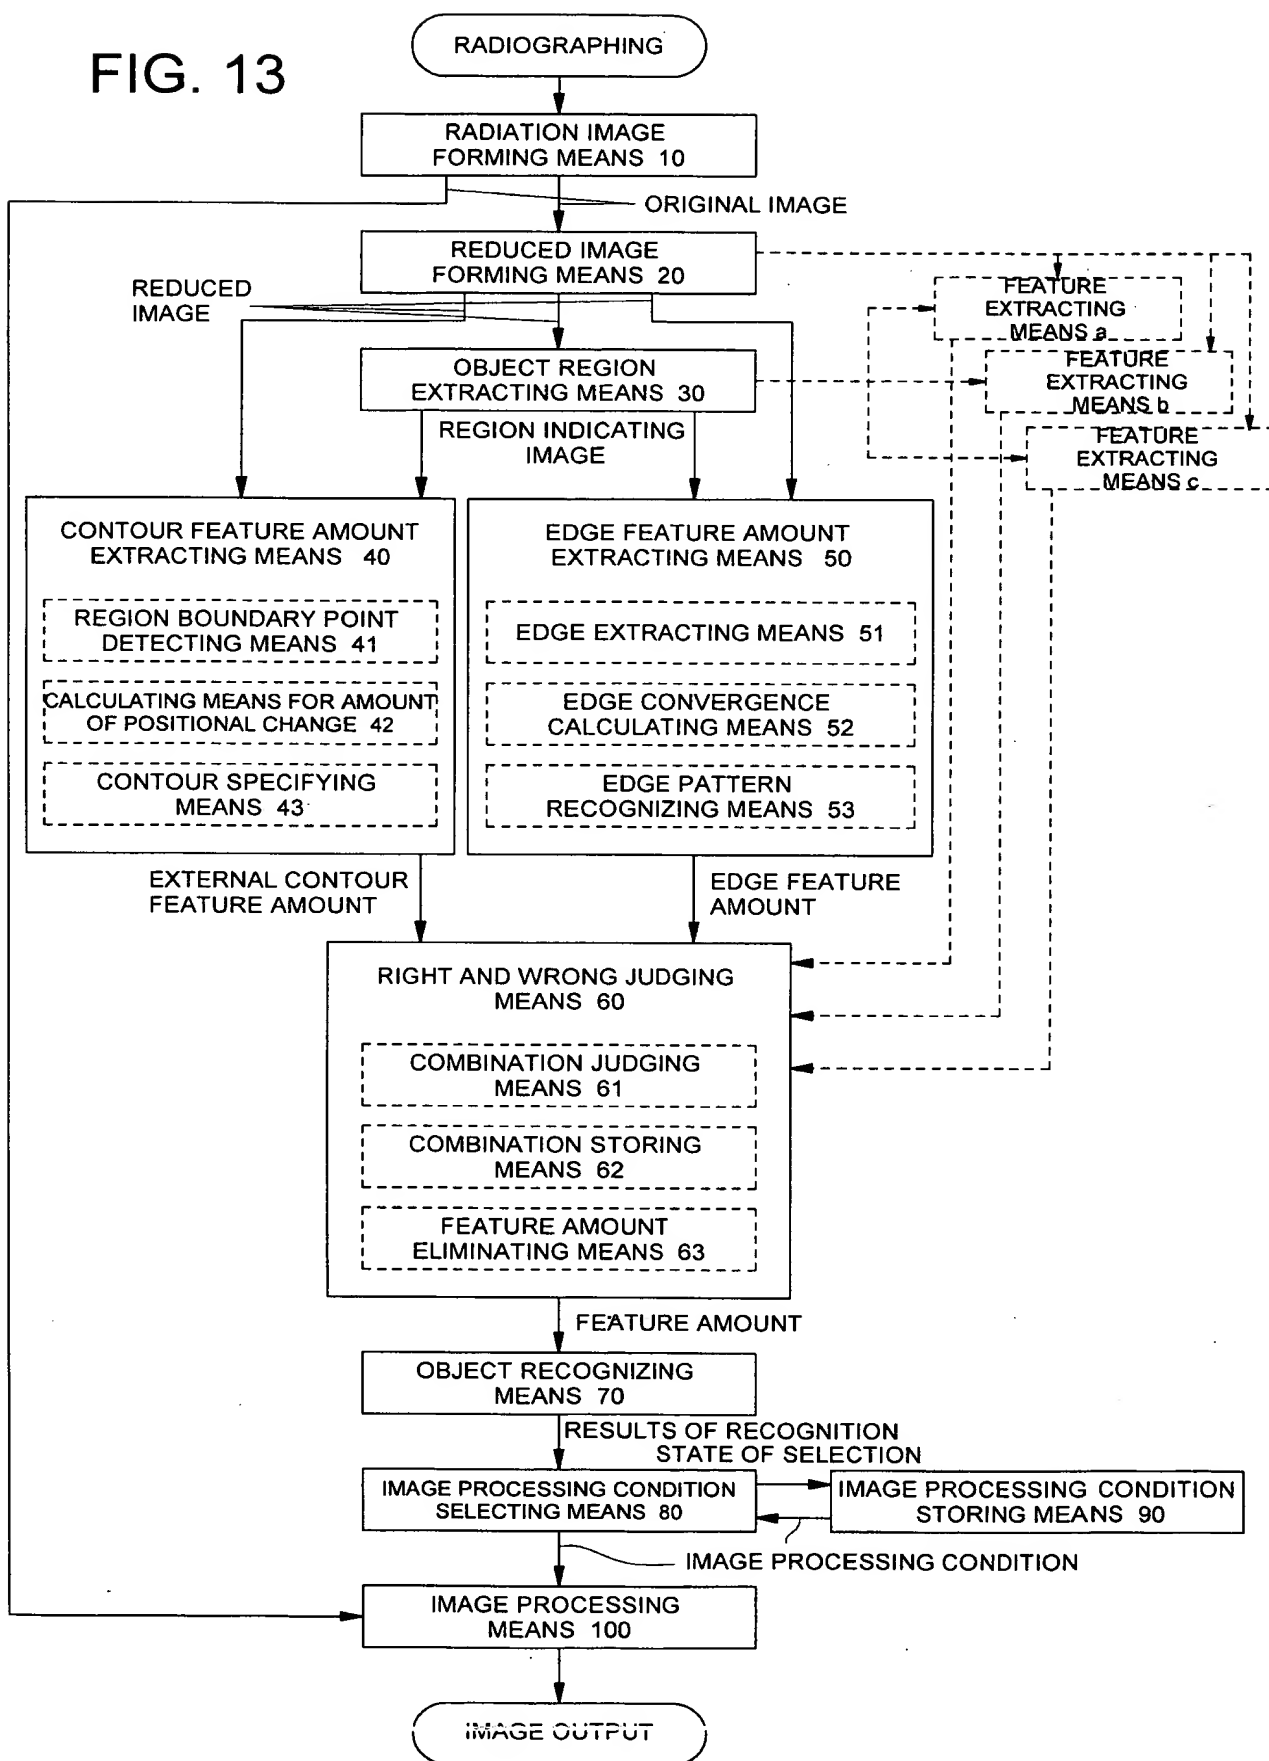 FIG. 13
RADIOGRAPHING
RADIATION IMAGE
FORMING MEANS 10
ORIGINAL IMAGE
REDUCED IMAGE
FORMING MEANS 20
REDUCED
IMAGE
FEATURE
EXTRACTING
MEANS a
OBJECT REGION
EXTRACTING MEANS 30
FEATURE
EXTRACTING
MEANS b
REGION INDICATING
IMAGE
FEATURE
EXTRACTING
MEANS c
CONTOUR FEATURE AMOUNT
EXTRACTING MEANS 40
REGION BOUNDARY POINT
DETECTING MEANS 41
CALCULATING MEANS FOR AMOUNT
OF POSITIONAL CHANGE 42
CONTOUR SPECIFYING
MEANS 43
EDGE FEATURE AMOUNT
EXTRACTING MEANS 50
EDGE EXTRACTING MEANS 51
EDGE CONVERGENCE
CALCULATING MEANS 52
EDGE PATTERN
RECOGNIZING MEANS 53
EXTERNAL CONTOUR
FEATURE AMOUNT
EDGE FEATURE
AMOUNT
RIGHT AND WRONG JUDGING
MEANS 60
COMBINATION JUDGING
MEANS 61
COMBINATION STORING
MEANS 62
FEATURE AMOUNT
ELIMINATING MEANS 63
FEATURE AMOUNT
OBJECT RECOGNIZING
MEANS 70
RESULTS OF RECOGNITION
STATE OF SELECTION
IMAGE PROCESSING CONDITION
SELECTING MEANS 80
IMAGE PROCESSING CONDITION
STORING MEANS 90
IMAGE PROCESSING CONDITION
IMAGE PROCESSING
MEANS 100
IMAGE OUTPUT